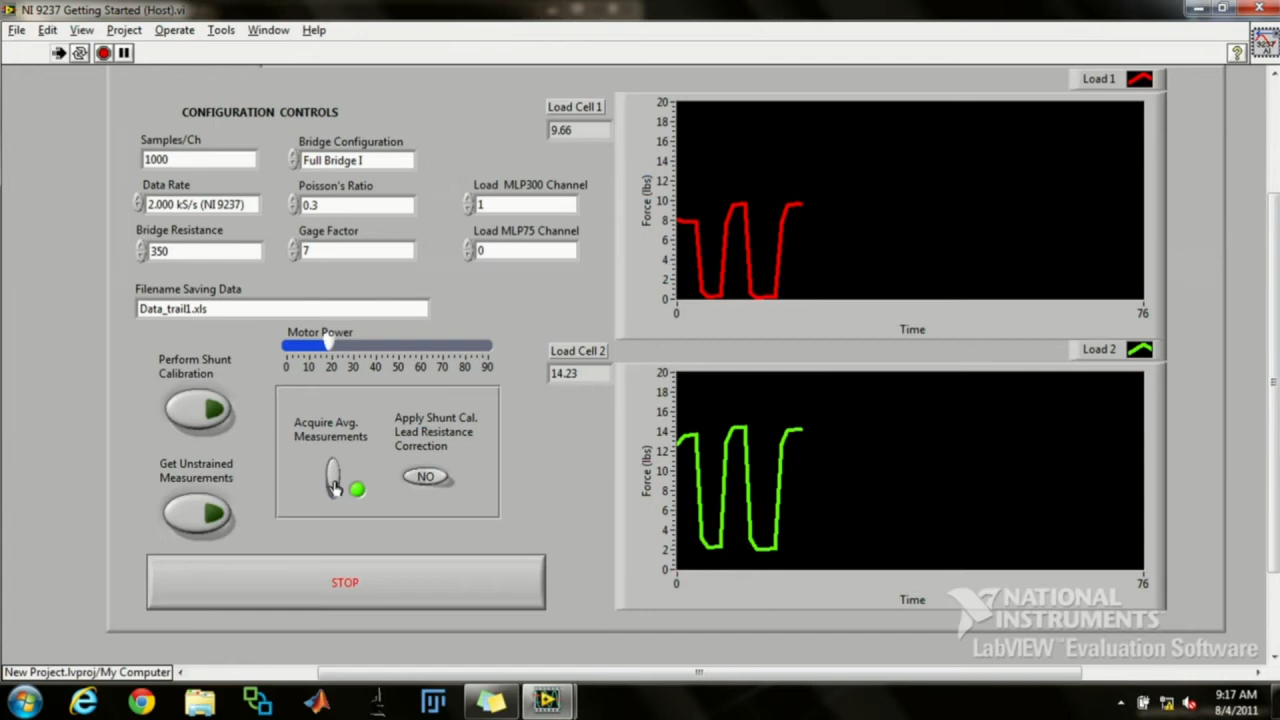 NI 9237 Getting Started (Host).vi
File Edit View Project Operate Tools Window Help
CONFIGURATION CONTROLS
Samples/Ch
1000
Bridge Configuration
Full Bridge I
Data Rate
2.000 kS/s (NI 9237)
Poisson's Ratio
0.3
Load MLP300 Channel
1
Bridge Resistance
350
Gage Factor
7
Load MLP75 Channel
0
Filename Saving Data
Data_trail1.xls
Motor Power
0 10 20 30 40 50 60 70 80 90
Perform Shunt
Calibration
Get Unstrained
Measurements
Acquire Avg.
Measurements
Apply Shunt Cal.
Lead Resistance
Correction
NO
STOP
Load Cell 1
9.66
Load 1
Force (lbs)
20
18
16
14
12
10
8
6
4
2
0
0 76
Time
Load Cell 2
14.23
Load 2
Force (lbs)
20
18
16
14
12
10
8
6
4
2
0
0 76
Time
NATIONAL
INSTRUMENTS
LabVIEW™ Evaluation Software
New Project.lvproj/My Computer
9:17 AM
8/4/2011